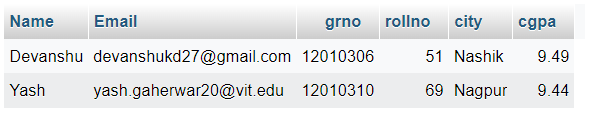 Name Email grno rollno city cgpa
Devanshu devanshukd27@gmail.com 12010306 51 Nashik 9.49
Yash yash.gaherwar20@vit.edu 12010310 69 Nagpur 9.44